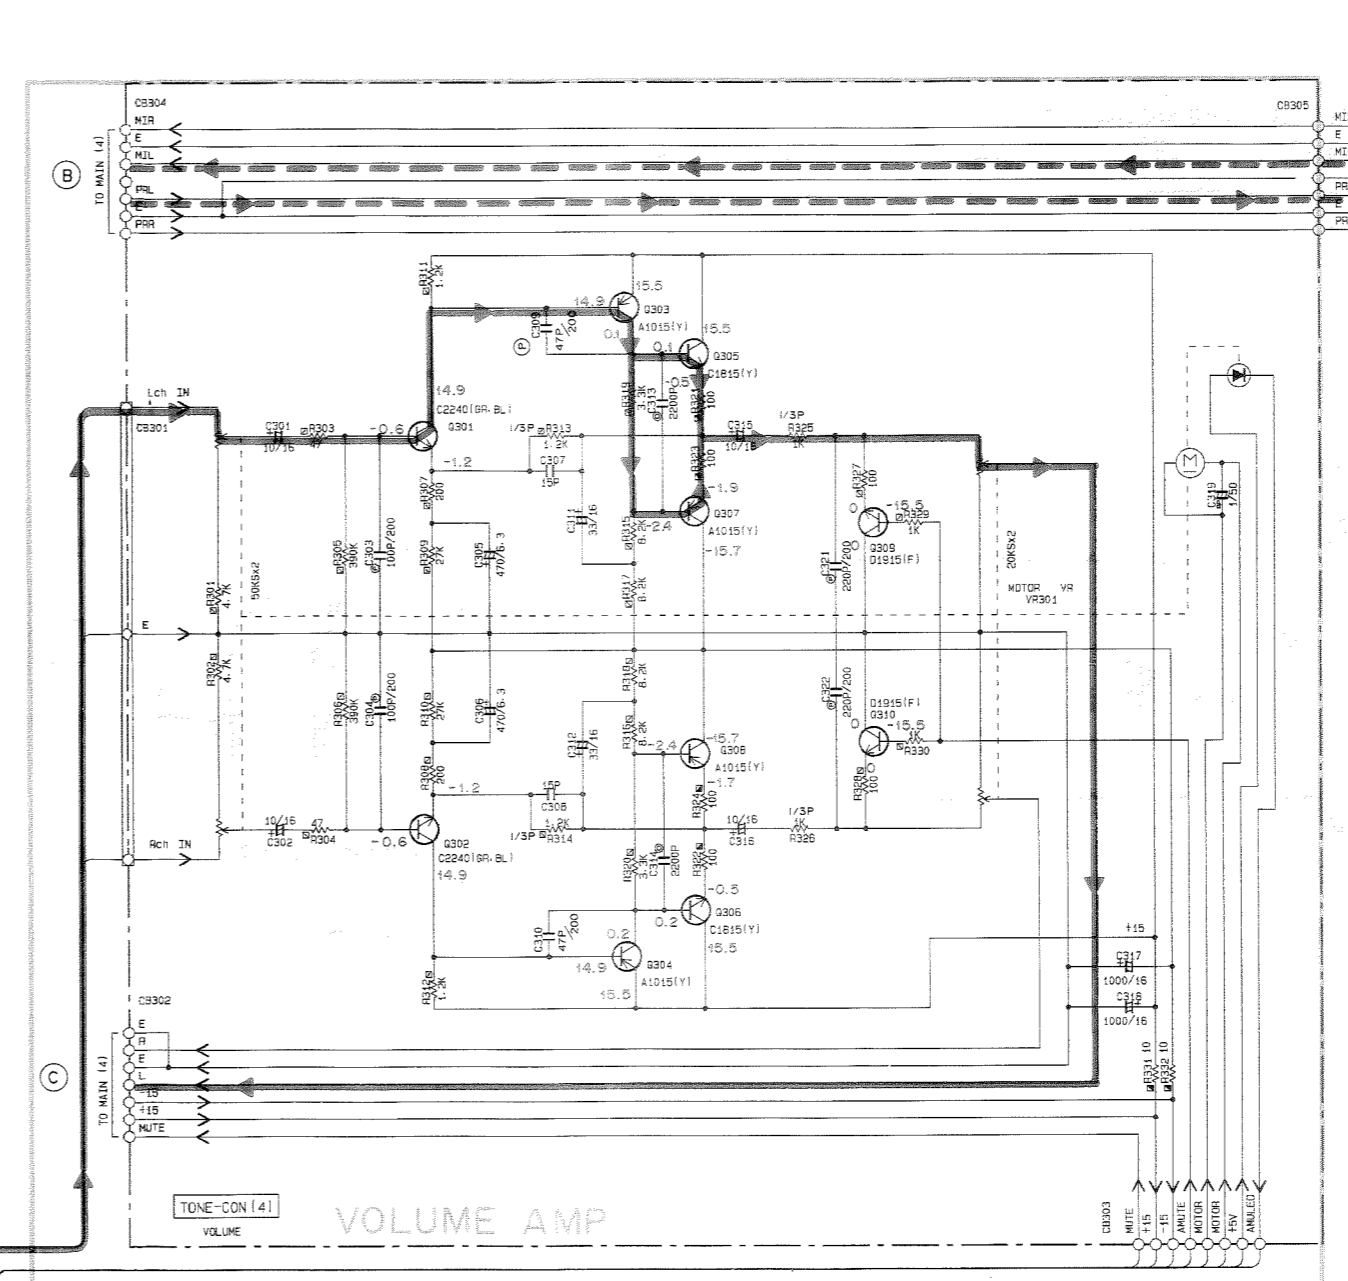 CB304
CB305
MIR
E
MIL
PRL
E
PRR
TO MAIN (4)
B
MI
E
MI
PR
E
PR
R311
1.2K
15.5
14.9
Q303
A1015(Y)
C309
47P/200
P
0.1
0.1
15.5
Q305
C1815(Y)
-0.5
R319
3.3K
C313
2200P
R321
100
Lch IN
CB301
C301
10/16
R303
47
-0.6
14.9
C2240(GR.BL)
Q301
1/3P
R313
1.2K
C307
15P
-1.2
R307
200
C315
10/16
1/3P
R325
1K
R323
100
-1.9
Q307
A1015(Y)
-15.7
-2.4
R315
8.2K
C311
33/16
R317
8.2K
R327
100
0
-15.5
R329
1K
Q309
D1915(F)
0
C321
220P/200
20KSx2
MOTOR VR
VR301
M
C319
1/50
50KSx2
R301
4.7K
R305
390K
C303
100P/200
R309
27K
C305
470/6.3
E
R302
4.7K
R306
390K
C304
100P/200
R310
27K
C306
470/6.3
R318
8.2K
R316
8.2K
C312
33/16
C322
220P/200
D1915(F)
Q310
0
-15.5
1K
R330
0
R328
100
-2.4
-15.7
Q308
A1015(Y)
-1.7
R324
100
R308
200
-1.2
15P
C308
1.2K
1/3P
R314
10/16
C302
47
R304
-0.6
Q302
C2240(GR.BL)
14.9
Rch IN
10/16
C316
1/3P
1K
R326
R320
3.3K
C314
2200P
R322
100
-0.5
Q306
C1815(Y)
15.5
0.2
C310
47P/200
0.2
14.9
Q304
A1015(Y)
15.5
R312
1.2K
+15
C317
1000/16
C318
1000/16
R331 10
R332 10
CB302
E
R
E
L
-15
+15
MUTE
TO MAIN (4)
C
TONE-CON (4)
VOLUME
VOLUME AMP
CB303
MUTE
+15
-15
AMUTE
MOTOR
MOTOR
+5V
AMULED